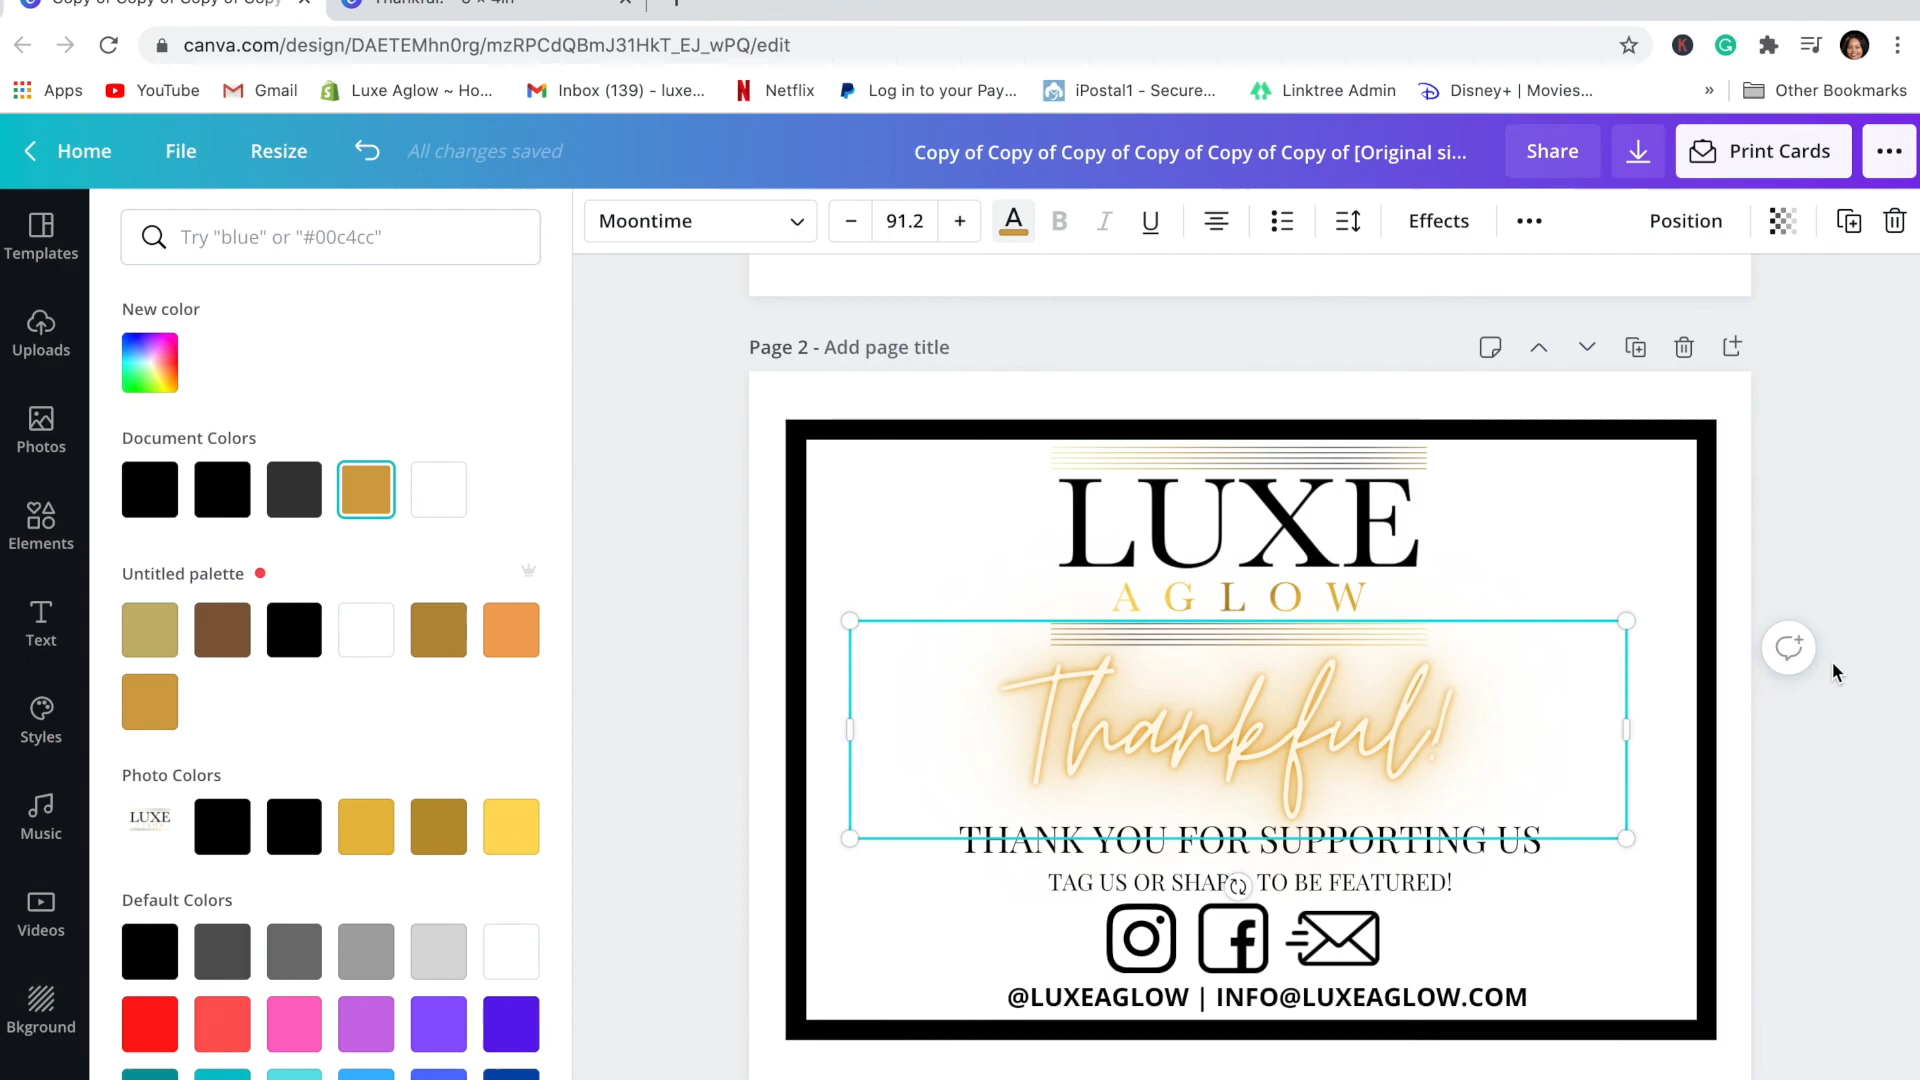 canva.com/design/DAETEMhn0rg/mzRPCdQBmJ31HkT_EJ_wPQ/edit
Apps
YouTube
Gmail
Luxe Aglow ~ Ho...
Inbox (139) - luxe...
Netflix
Log in to your Pay...
iPostal1 - Secure...
Linktree Admin
Disney+ | Movies...
»
Other Bookmarks
Home
File
Resize
All changes saved
Copy of Copy of Copy of Copy of Copy of Copy of [Original si...
Share
Print Cards
Templates
Uploads
Photos
Elements
Text
Styles
Music
Videos
Bkground
Try "blue" or "#00c4cc"
New color
Document Colors
Untitled palette
Photo Colors
LUXE
Default Colors
Moontime
− 91.2 +
A
B
I
U
Effects
Position
Page 2 - Add page title
LUXE
AGLOW
Thankful!
THANK YOU FOR SUPPORTING US
TAG US OR SHARE TO BE FEATURED!
@LUXEAGLOW | INFO@LUXEAGLOW.COM